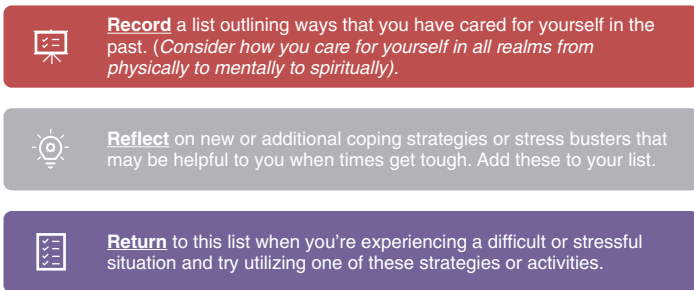 Record a list outlining ways that you have cared for yourself in the
past. (Consider how you care for yourself in all realms from
physically to mentally to spiritually).
Reflect on new or additional coping strategies or stress busters that
may be helpful to you when times get tough. Add these to your list.
Return to this list when you're experiencing a difficult or stressful
situation and try utilizing one of these strategies or activities.